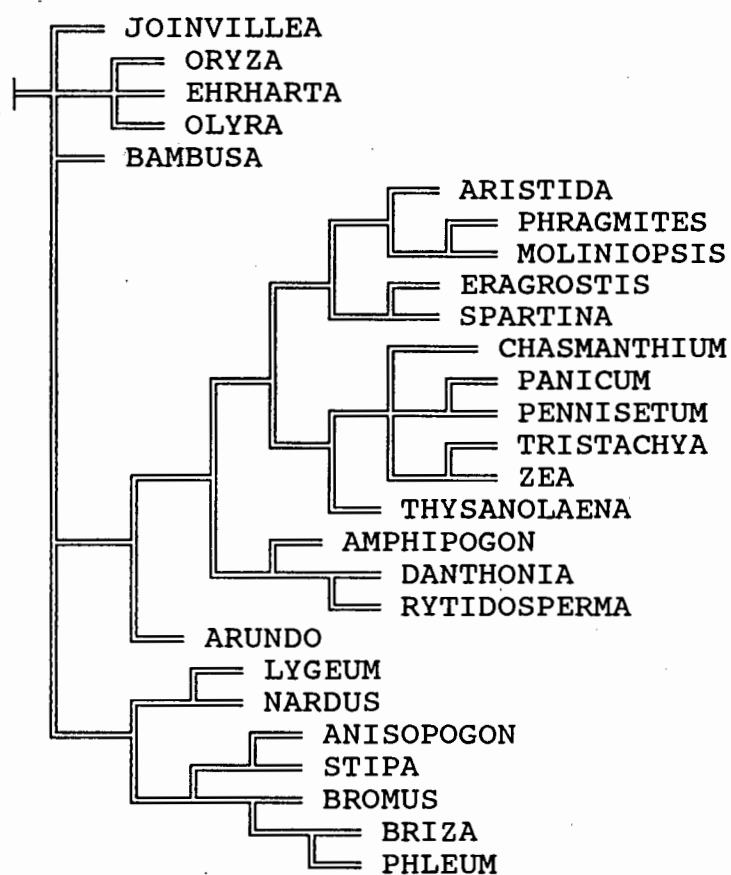 JOINVILLEA
ORYZA
EHRHARTA
OLYRA
BAMBUSA
ARISTIDA
PHRAGMITES
MOLINIOPSIS
ERAGROSTIS
SPARTINA
CHASMANTHIUM
PANICUM
PENNISETUM
TRISTACHYA
ZEA
THYSANOLAENA
AMPHIPOGON
DANTHONIA
RYTIDOSPERMA
ARUNDO
LYGEUM
NARDUS
ANISOPOGON
STIPA
BROMUS
BRIZA
PHLEUM